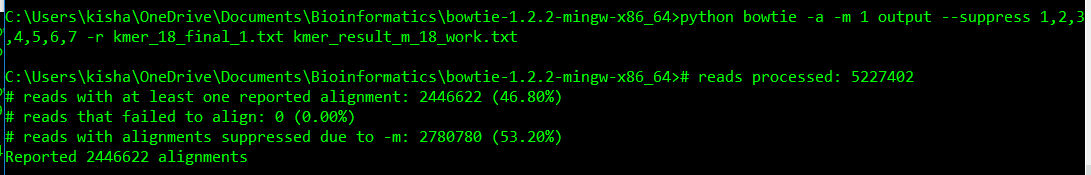 C:\Users\kisha\OneDrive\Documents\Bioinformatics\bowtie-1.2.2-mingw-x86_64>python bowtie -a -m 1 output --suppress 1,2,3
,4,5,6,7 -r kmer_18_final_1.txt kmer_result_m_18_work.txt
C:\Users\kisha\OneDrive\Documents\Bioinformatics\bowtie-1.2.2-mingw-x86_64># reads processed: 5227402
# reads with at least one reported alignment: 2446622 (46.80%)
# reads that failed to align: 0 (0.00%)
# reads with alignments suppressed due to -m: 2780780 (53.20%)
Reported 2446622 alignments